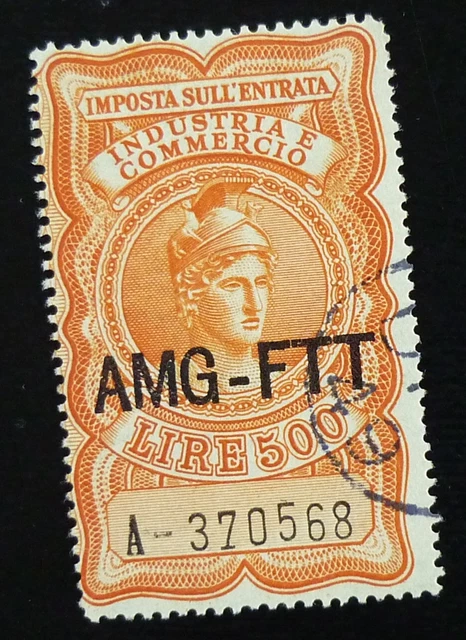 IMPOSTA SULL'ENTRATA
INDUSTRIA E
COMMERCIO
AMG-FTT
LIRE 500
A - 370568